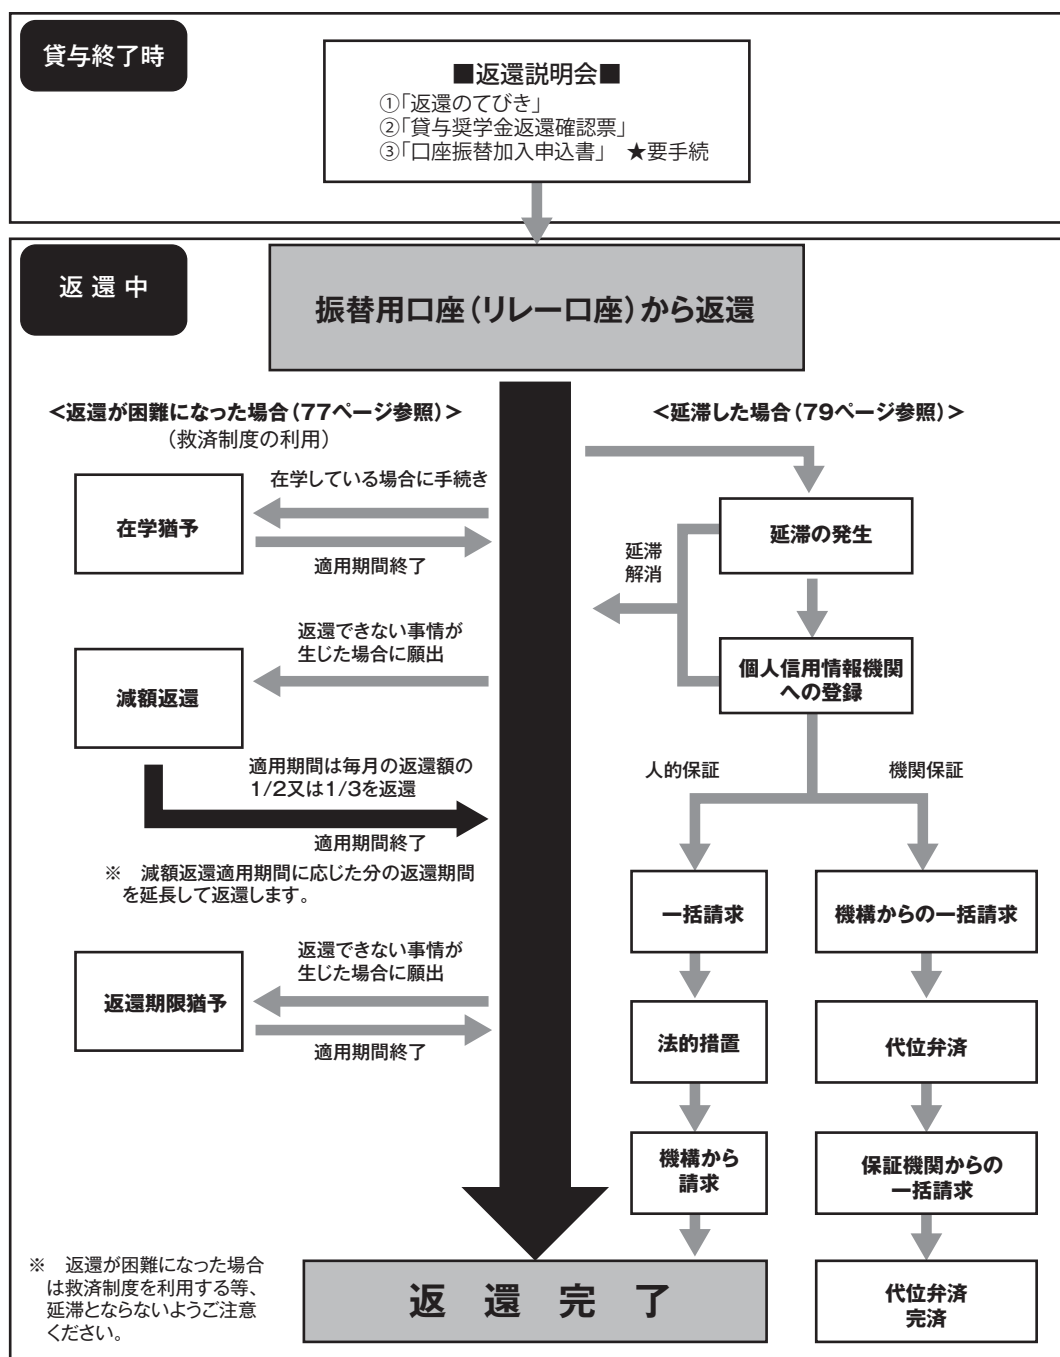 貸与終了時
■返還説明会■
①「返還のてびき」
②「貸与奨学金返還確認票」
③「口座振替加入申込書」 ★要手続
返還中
振替用口座(リレー口座)から返還
<返還が困難になった場合(77ページ参照)>
(救済制度の利用)
在学している場合に手続き
在学猶予
適用期間終了
返還できない事情が
生じた場合に願出
減額返還
適用期間は毎月の返還額の
1/2又は1/3を返還
適用期間終了
※ 減額返還適用期間に応じた分の返還期間
を延長して返還します。
返還できない事情が
生じた場合に願出
返還期限猶予
適用期間終了
<延滞した場合(79ページ参照)>
延滞の発生
延滞
解消
個人信用情報機関
への登録
人的保証
機関保証
一括請求
機構からの一括請求
法的措置
代位弁済
機構から
請求
保証機関からの
一括請求
※ 返還が困難になった場合
は救済制度を利用する等、
延滞とならないようご注意
ください。
返還完了
代位弁済
完済